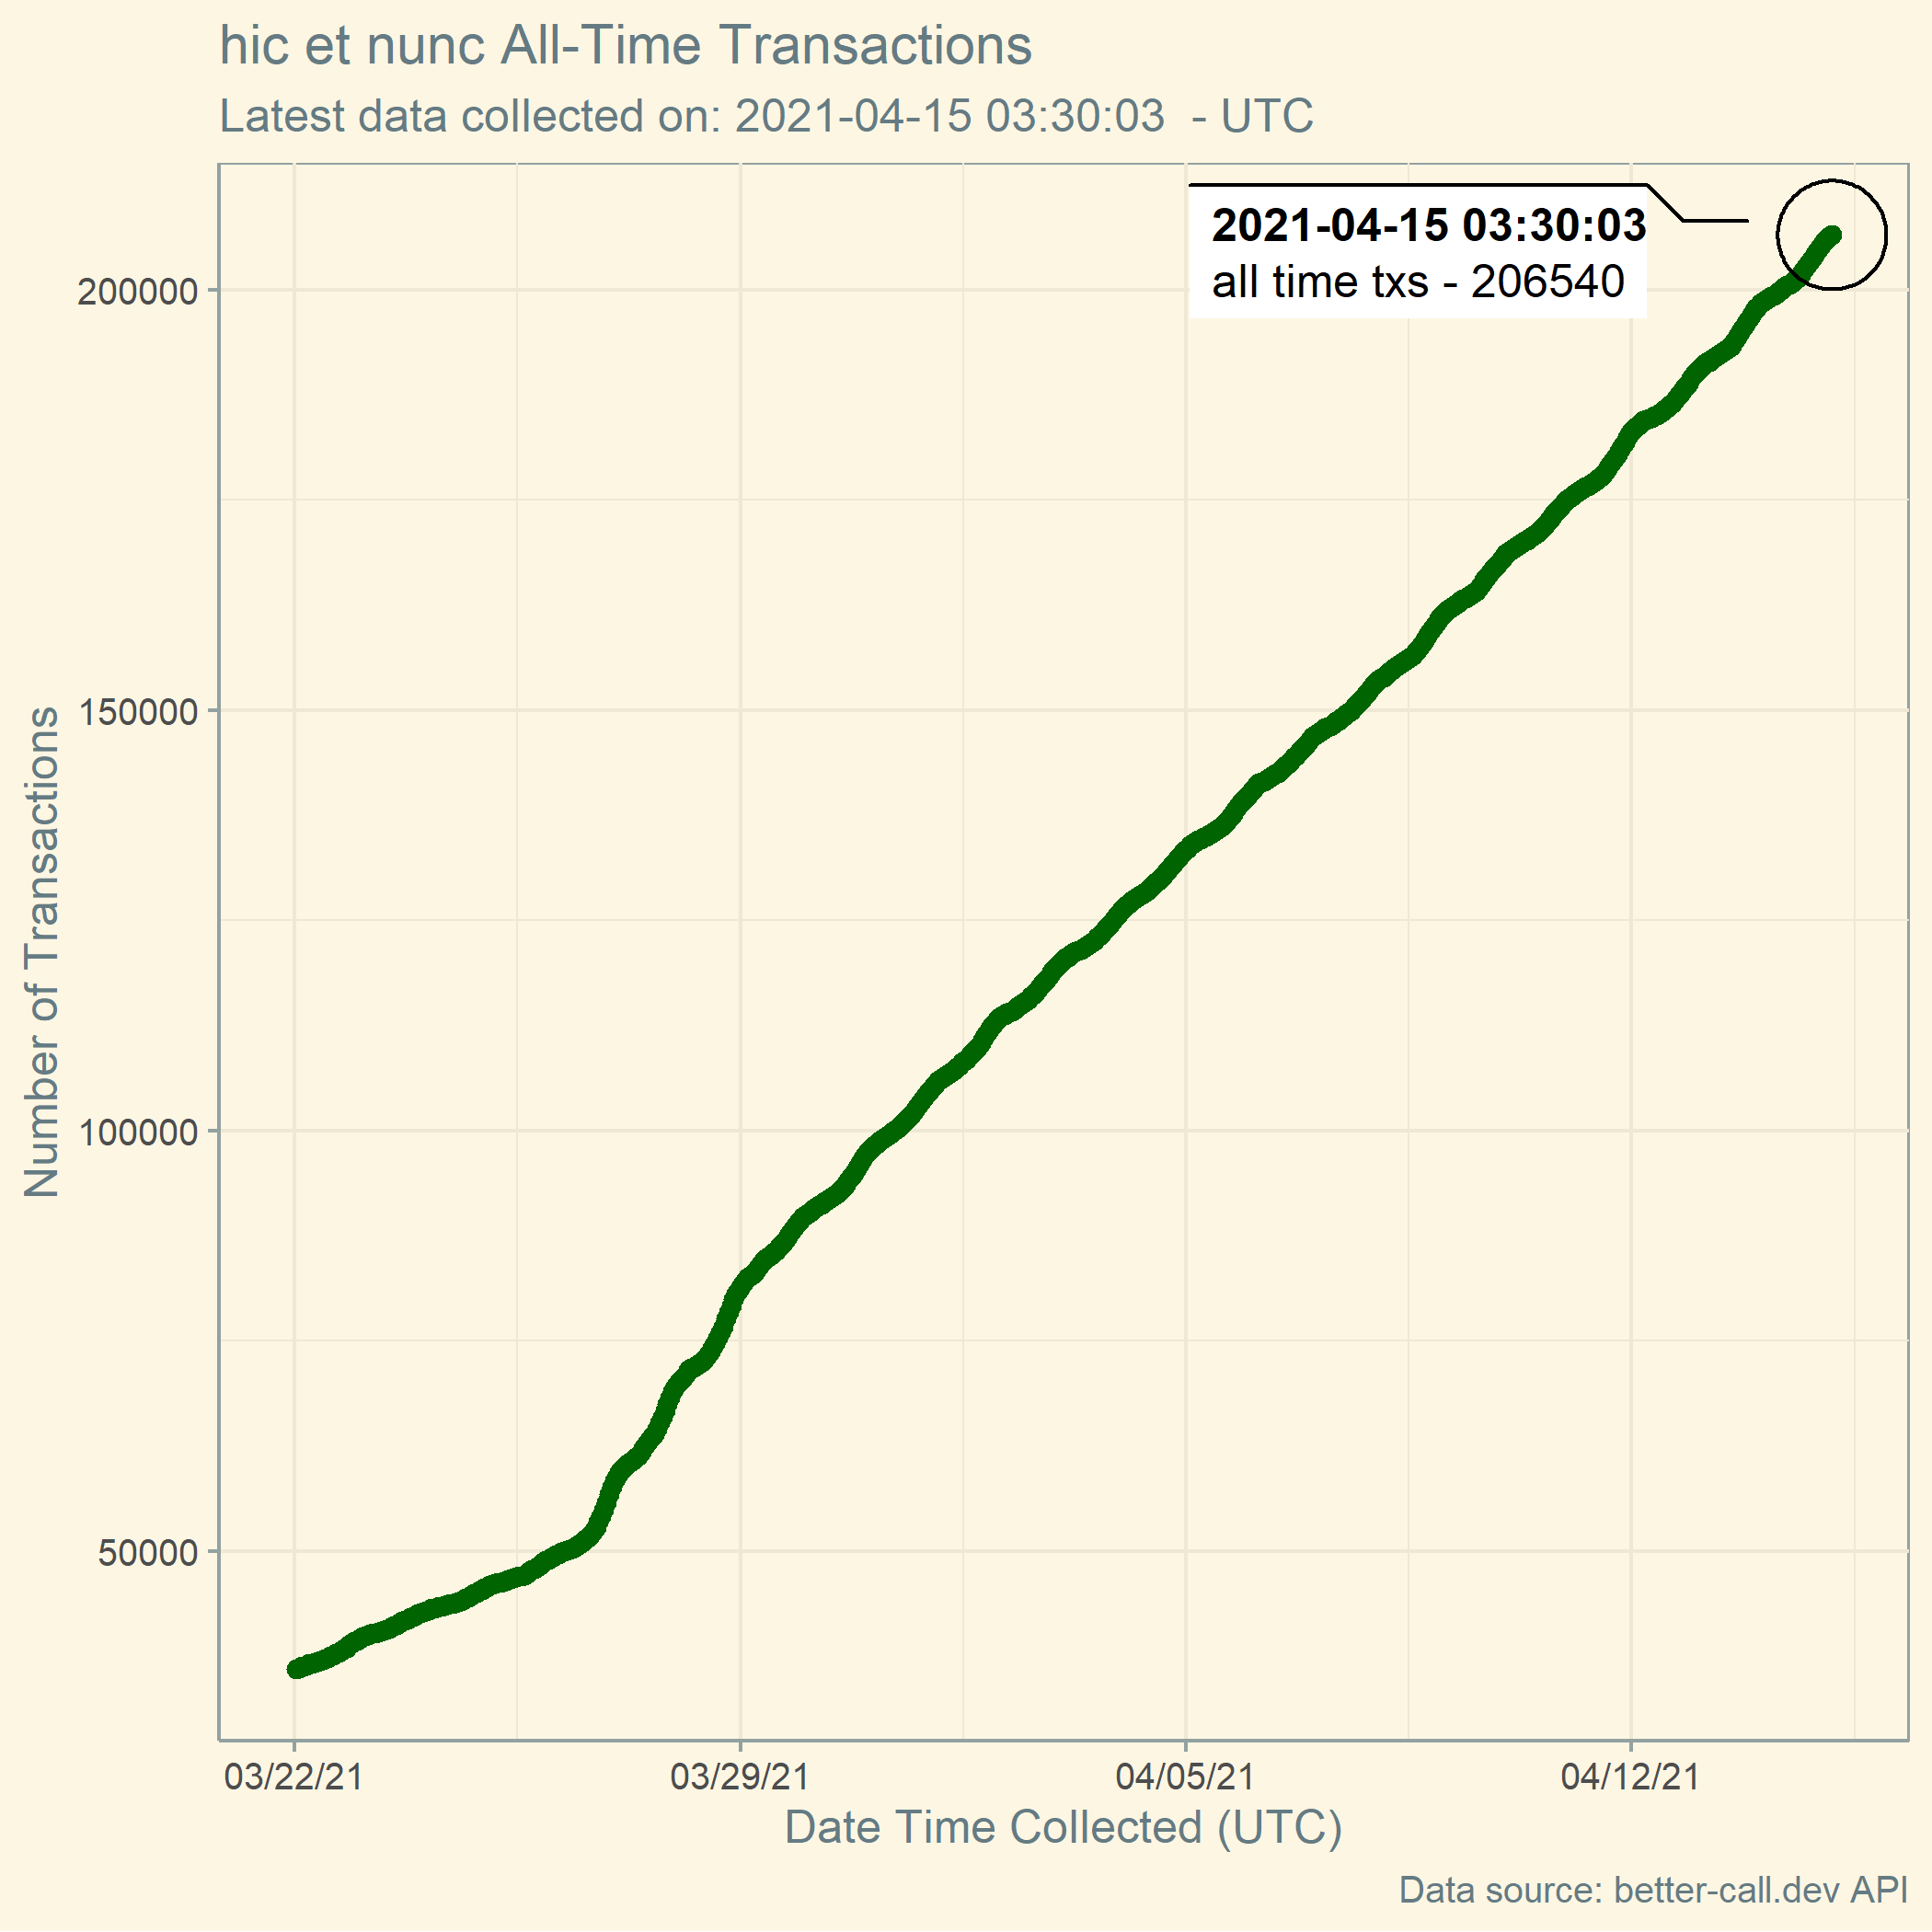 hic et nunc All-Time Transactions
Latest data collected on: 2021-04-15 03:30:03  - UTC
2021-04-15 03:30:03
all time txs - 206540
200000
150000
100000
50000
Number of Transactions
03/22/21 03/29/21 04/05/21 04/12/21
Date Time Collected (UTC)
Data source: better-call.dev API